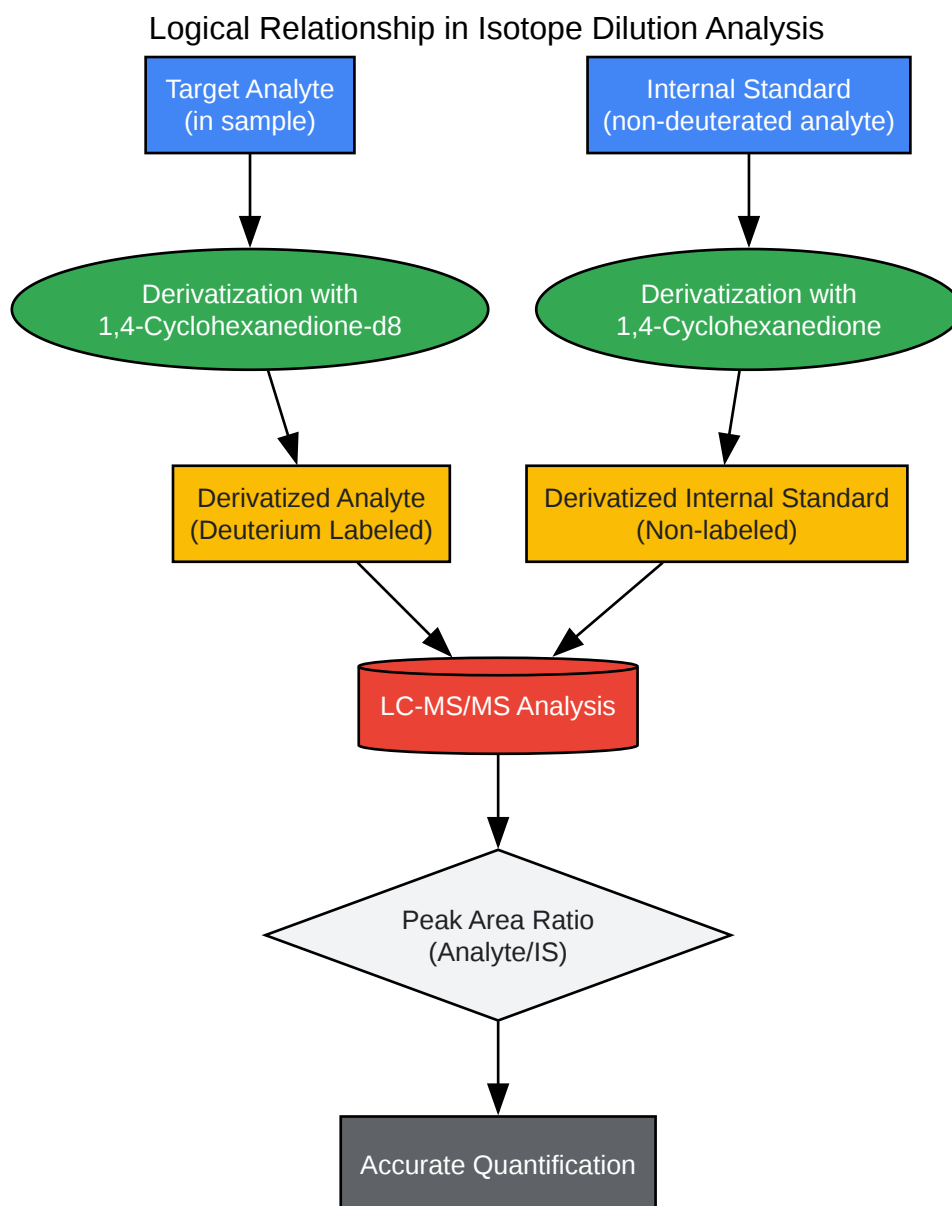 Logical Relationship in Isotope Dilution Analysis
Target Analyte
(in sample)
Internal Standard
(non-deuterated analyte)
Derivatization with
1,4-Cyclohexanedione-d8
Derivatization with
1,4-Cyclohexanedione
Derivatized Analyte
(Deuterium Labeled)
Derivatized Internal Standard
(Non-labeled)
LC-MS/MS Analysis
Peak Area Ratio
(Analyte/IS)
Accurate Quantification